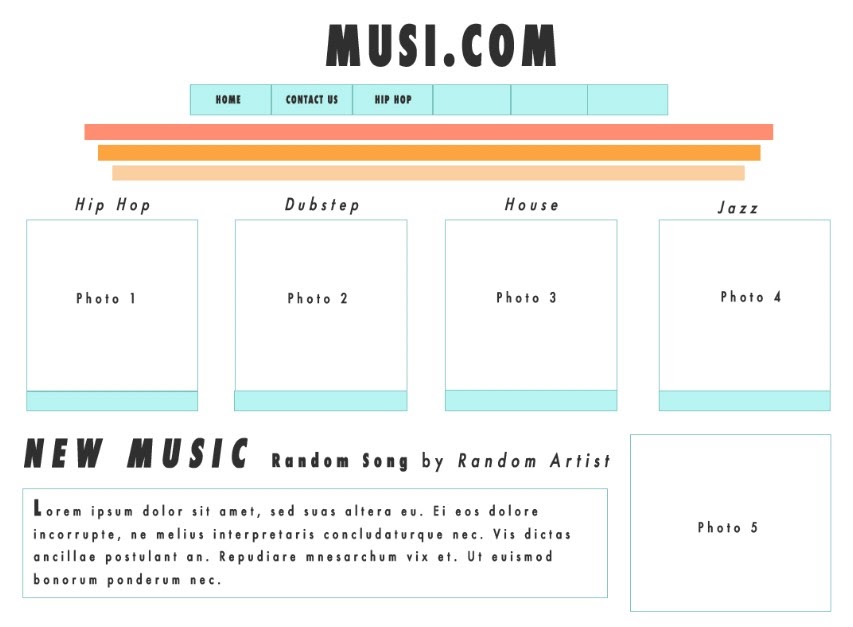 MUSI.COM
HOME CONTACT US HIP HOP
Hip Hop Dubstep House Jazz
Photo 1 Photo 2 Photo 3 Photo 4
NEW MUSIC Random Song by Random Artist
Lorem ipsum dolor sit amet, sed suas altera eu. Ei eos dolore
incorrupte, ne melius interpretaris concludaturque nec. Vis dictas
ancillae postulant an. Repudiare mnesarchum vix et. Ut euismod
bonorum ponderum nec.
Photo 5